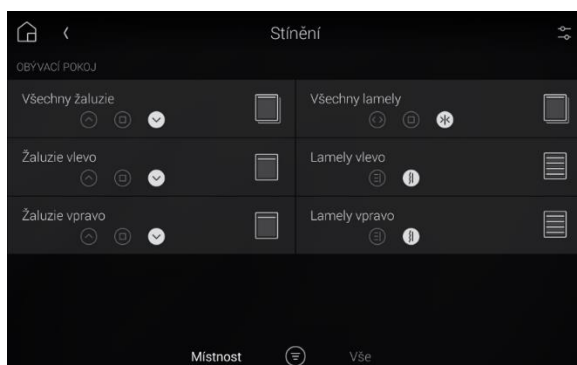 Stínění
OBÝVACÍ POKOJ
Všechny žaluzie
Všechny lamely
Žaluzie vlevo
Lamely vlevo
Žaluzie vpravo
Lamely vpravo
Místnost
Vše